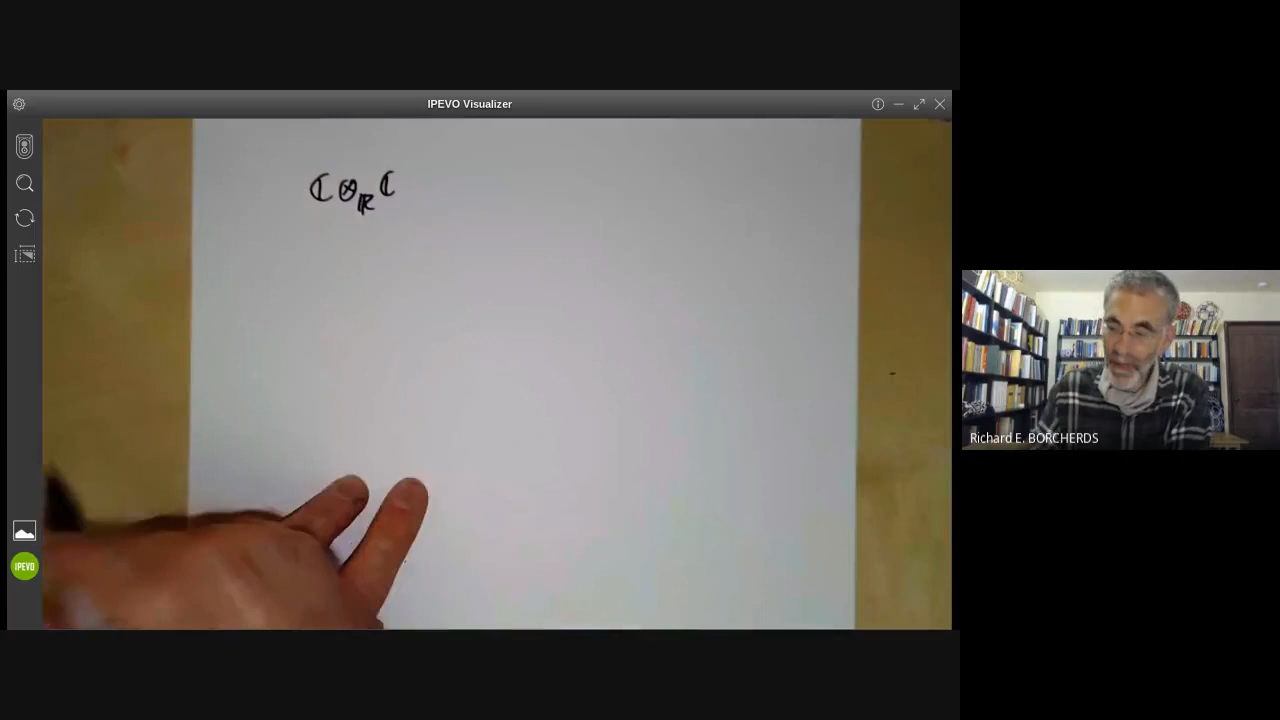 IPEVO Visualizer
ℂ ⊗_ℝ ℂ
Richard E. BORCHERDS
IPEVO